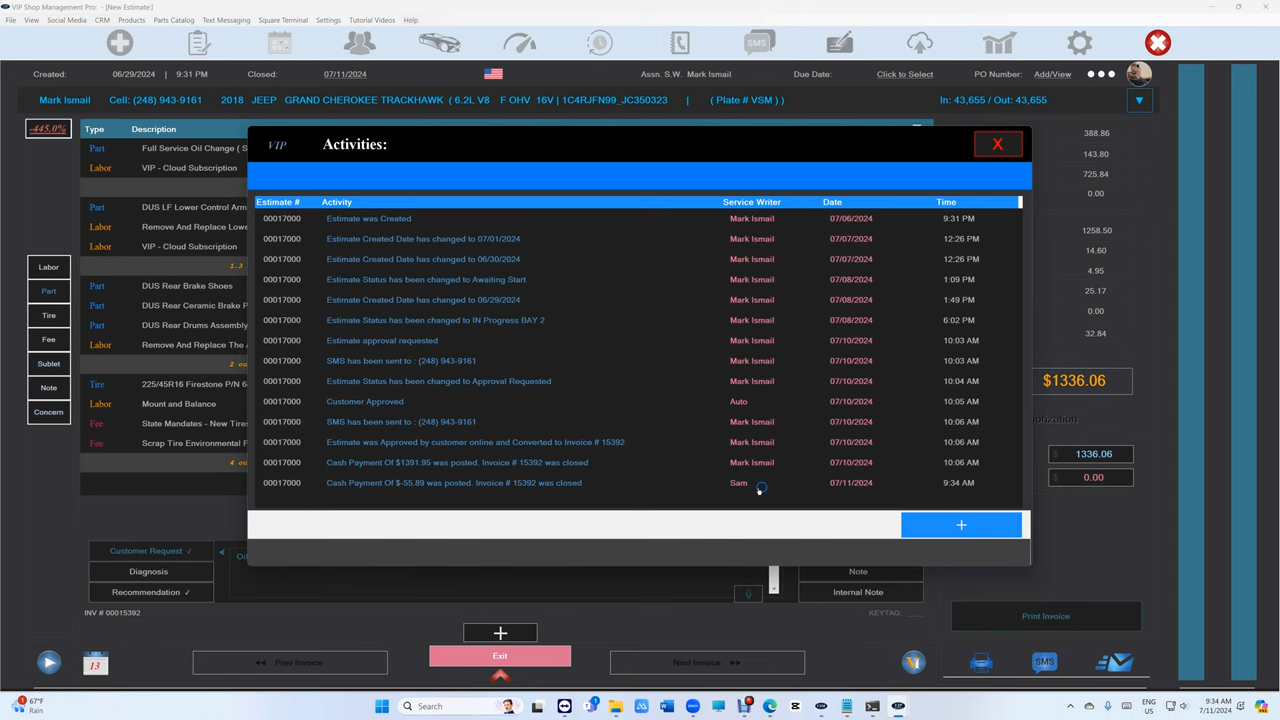 VIP Shop Management Pro: - [New Estimate:]
File View Social Media CRM Products Parts Catalog Text Messaging Square Terminal Settings Tutorial Videos Help
SMS
Created: 06/29/2024 | 9:31 PM Closed: 07/11/2024 Assn. S.W. Mark Ismail Due Date: Click to Select PO Number: Add/View
Mark Ismail Cell: (248) 943-9161 2018 JEEP GRAND CHEROKEE TRACKHAWK ( 6.2L V8 F OHV 16V | 1C4RJFN99_JC350323 | ( Plate # VSM ) ) In: 43,655 / Out: 43,655
-445.0%
Type Description
Part Full Service Oil Change ( S
Labor VIP - Cloud Subscription
Part DUS LF Lower Control Arm
Labor Remove And Replace Lowe
Labor VIP - Cloud Subscription
1.3
Part DUS Rear Brake Shoes
Part DUS Rear Ceramic Brake P
Part DUS Rear Drums Assembly
Labor Remove And Replace The A
2 ou
Tire 225/45R16 Firestone P/N 6
Labor Mount and Balance
Fee State Mandates - New Tires
Fee Scrap Tire Environmental F
4 ou
Labor
Part
Tire
Fee
Sublet
Note
Concern
VIP Activities: X
Estimate # Activity Service Writer Date Time
00017000 Estimate was Created Mark Ismail 07/06/2024 9:31 PM
00017000 Estimate Created Date has changed to 07/01/2024 Mark Ismail 07/07/2024 12:26 PM
00017000 Estimate Created Date has changed to 06/30/2024 Mark Ismail 07/07/2024 12:26 PM
00017000 Estimate Status has been changed to Awaiting Start Mark Ismail 07/08/2024 1:09 PM
00017000 Estimate Created Date has changed to 06/29/2024 Mark Ismail 07/08/2024 1:49 PM
00017000 Estimate Status has been changed to IN Progress BAY 2 Mark Ismail 07/08/2024 6:02 PM
00017000 Estimate approval requested Mark Ismail 07/10/2024 10:03 AM
00017000 SMS has been sent to : (248) 943-9161 Mark Ismail 07/10/2024 10:03 AM
00017000 Estimate Status has been changed to Approval Requested Mark Ismail 07/10/2024 10:04 AM
00017000 Customer Approved Auto 07/10/2024 10:05 AM
00017000 SMS has been sent to : (248) 943-9161 Mark Ismail 07/10/2024 10:06 AM
00017000 Estimate was Approved by customer online and Converted to Invoice # 15392 Mark Ismail 07/10/2024 10:06 AM
00017000 Cash Payment Of $1391.95 was posted. Invoice # 15392 was closed Mark Ismail 07/10/2024 10:06 AM
00017000 Cash Payment Of $-55.89 was posted. Invoice # 15392 was closed Sam 07/11/2024 9:34 AM
+
388.86
143.80
725.84
0.00
1258.50
14.60
4.95
25.17
0.00
32.84
$1336.06
orization
$ 1336.06
$ 0.00
Customer Request ✓ Oi
Diagnosis Note
Recommendation ✓ Internal Note
INV # 00015392 KEYTAG:
Print Invoice
+
Exit
13 Prev Invoice Next Invoice V SMS
67°F
Rain
Search
ENG
US
9:34 AM
7/11/2024